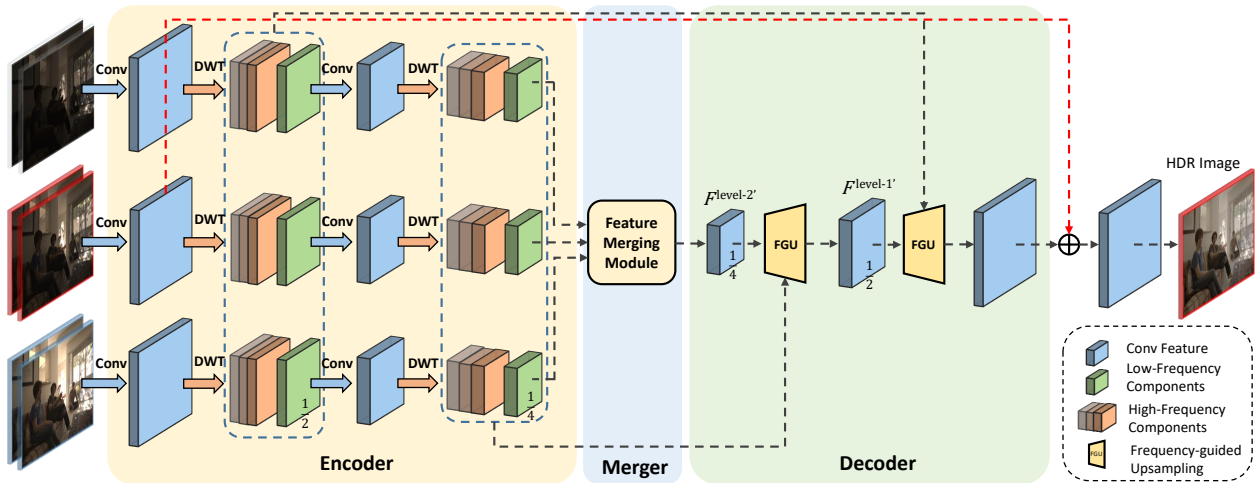 Conv
DWT
Conv
DWT
Conv
DWT
Conv
DWT
Conv
DWT
Conv
DWT
1/2
1/4
Encoder
Feature
Merging
Module
Merger
F^level-2'
1/4
FGU
F^level-1'
1/2
FGU
Decoder
HDR Image
Conv Feature
Low-Frequency
Components
High-Frequency
Components
FGU
Frequency-guided
Upsampling